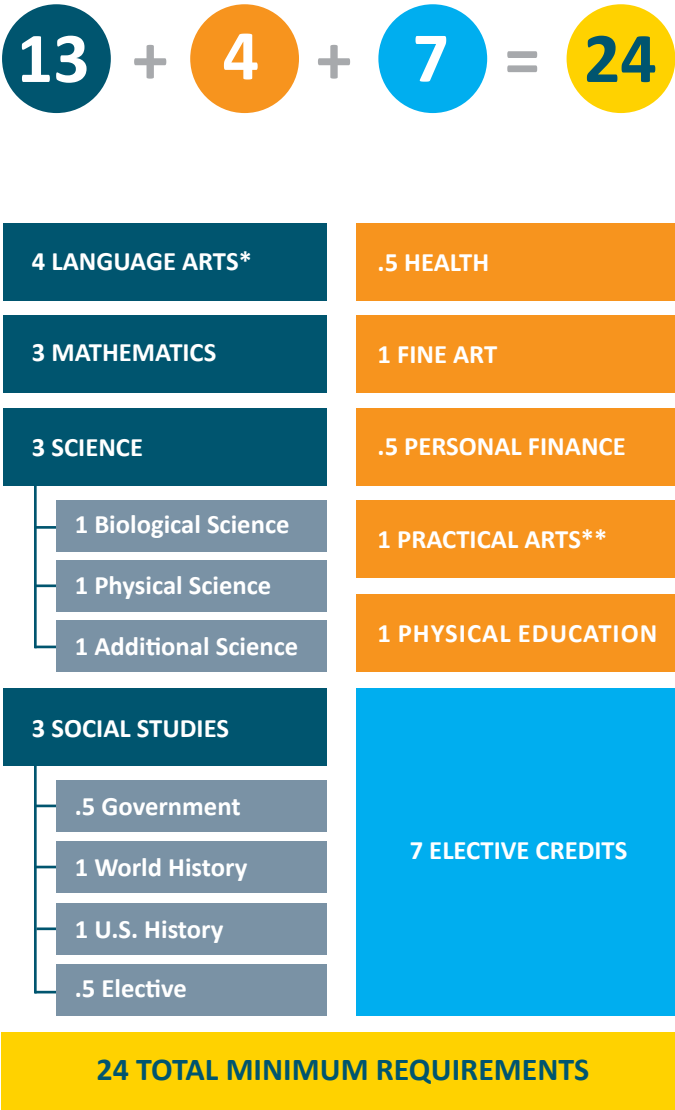 13 + 4 + 7 = 24
4 LANGUAGE ARTS*
3 MATHEMATICS
3 SCIENCE
1 Biological Science
1 Physical Science
1 Additional Science
3 SOCIAL STUDIES
.5 Government
1 World History
1 U.S. History
.5 Elective
.5 HEALTH
1 FINE ART
.5 PERSONAL FINANCE
1 PRACTICAL ARTS**
1 PHYSICAL EDUCATION
7 ELECTIVE CREDITS
24 TOTAL MINIMUM REQUIREMENTS